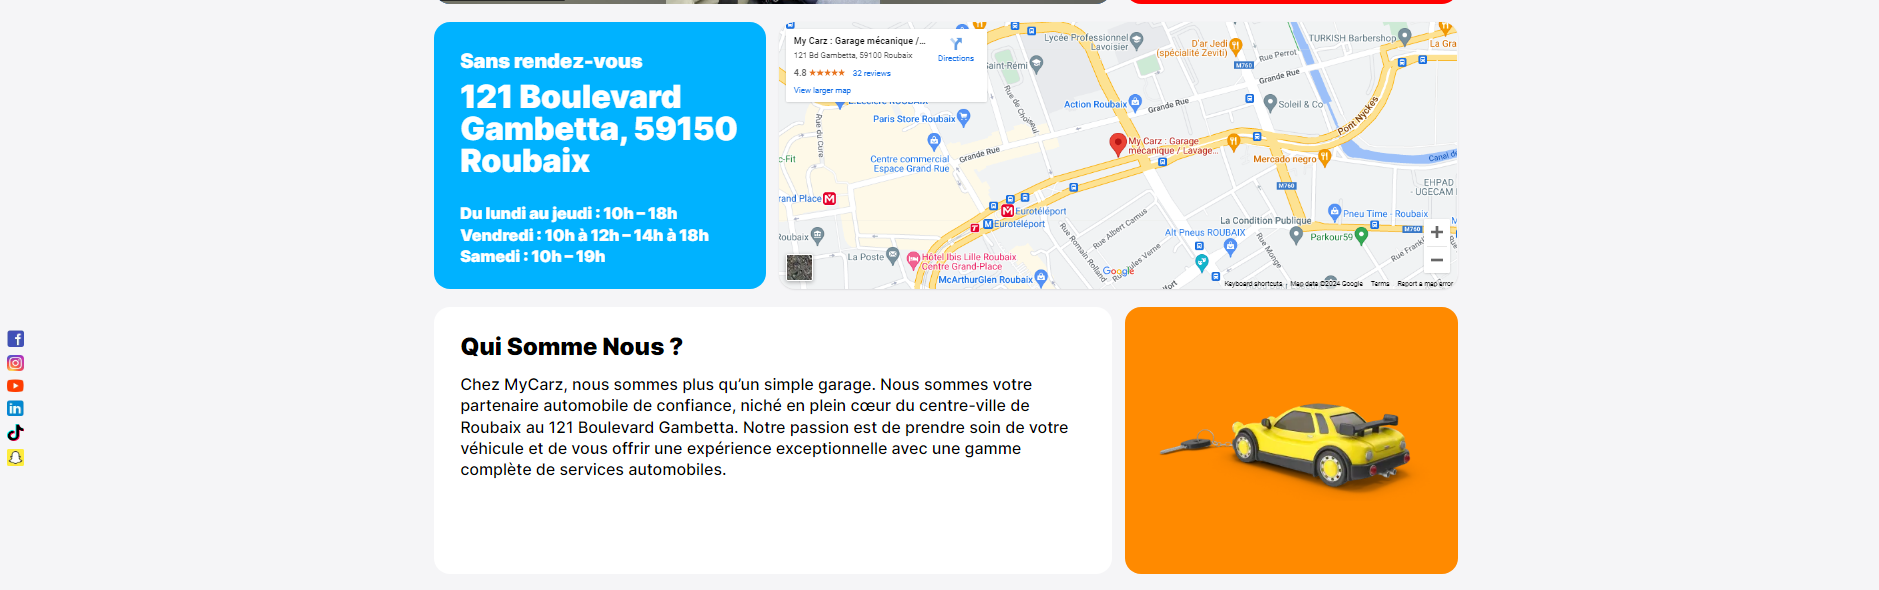 Sans rendez-vous
121 Boulevard
Gambetta, 59150
Roubaix
Du lundi au jeudi : 10h – 18h
Vendredi : 10h à 12h – 14h à 18h
Samedi : 10h – 19h
My Carz : Garage mécanique /...
121 Bd Gambetta, 59100 Roubaix
4.8
32 reviews
View larger map
Directions
Lycée Professionnel
Lavoisier
D'ar Jedi
(spécialité Zeviti)
TURKISH Barbershop
La Gra
Rue Perrot
M760
Grande Rue
Saint-Rémi
Rue de Choiseul
Action Roubaix
Grande Rue
Soleil & Co
Pont Nyckès
Paris Store Roubaix
Rue du Curé
c-Fit
Centre commercial
Espace Grand Rue
Grande Rue
My Carz : Garage
mécanique / Lavage...
Mercado negro
Canal de
rand Place
M760
EHPAD
- UGECAM
Eurotéléport
Eurotéléport
Rue Albert Camus
La Condition Publique
Pneu Time - Roubaix
M760
Roubaix
La Poste
Hôtel Ibis Lille Roubaix
Centre Grand-Place
McArthurGlen Roubaix
Rue Romain Rolland
Rue Jules Verne
Alt Pneus ROUBAIX
Rue Monge
Parkour59
Rue Frank
Google
Keyboard shortcuts
Map data ©2024 Google
Terms
Report a map error
Qui Somme Nous ?
Chez MyCarz, nous sommes plus qu’un simple garage. Nous sommes votre
partenaire automobile de confiance, niché en plein cœur du centre-ville de
Roubaix au 121 Boulevard Gambetta. Notre passion est de prendre soin de votre
véhicule et de vous offrir une expérience exceptionnelle avec une gamme
complète de services automobiles.